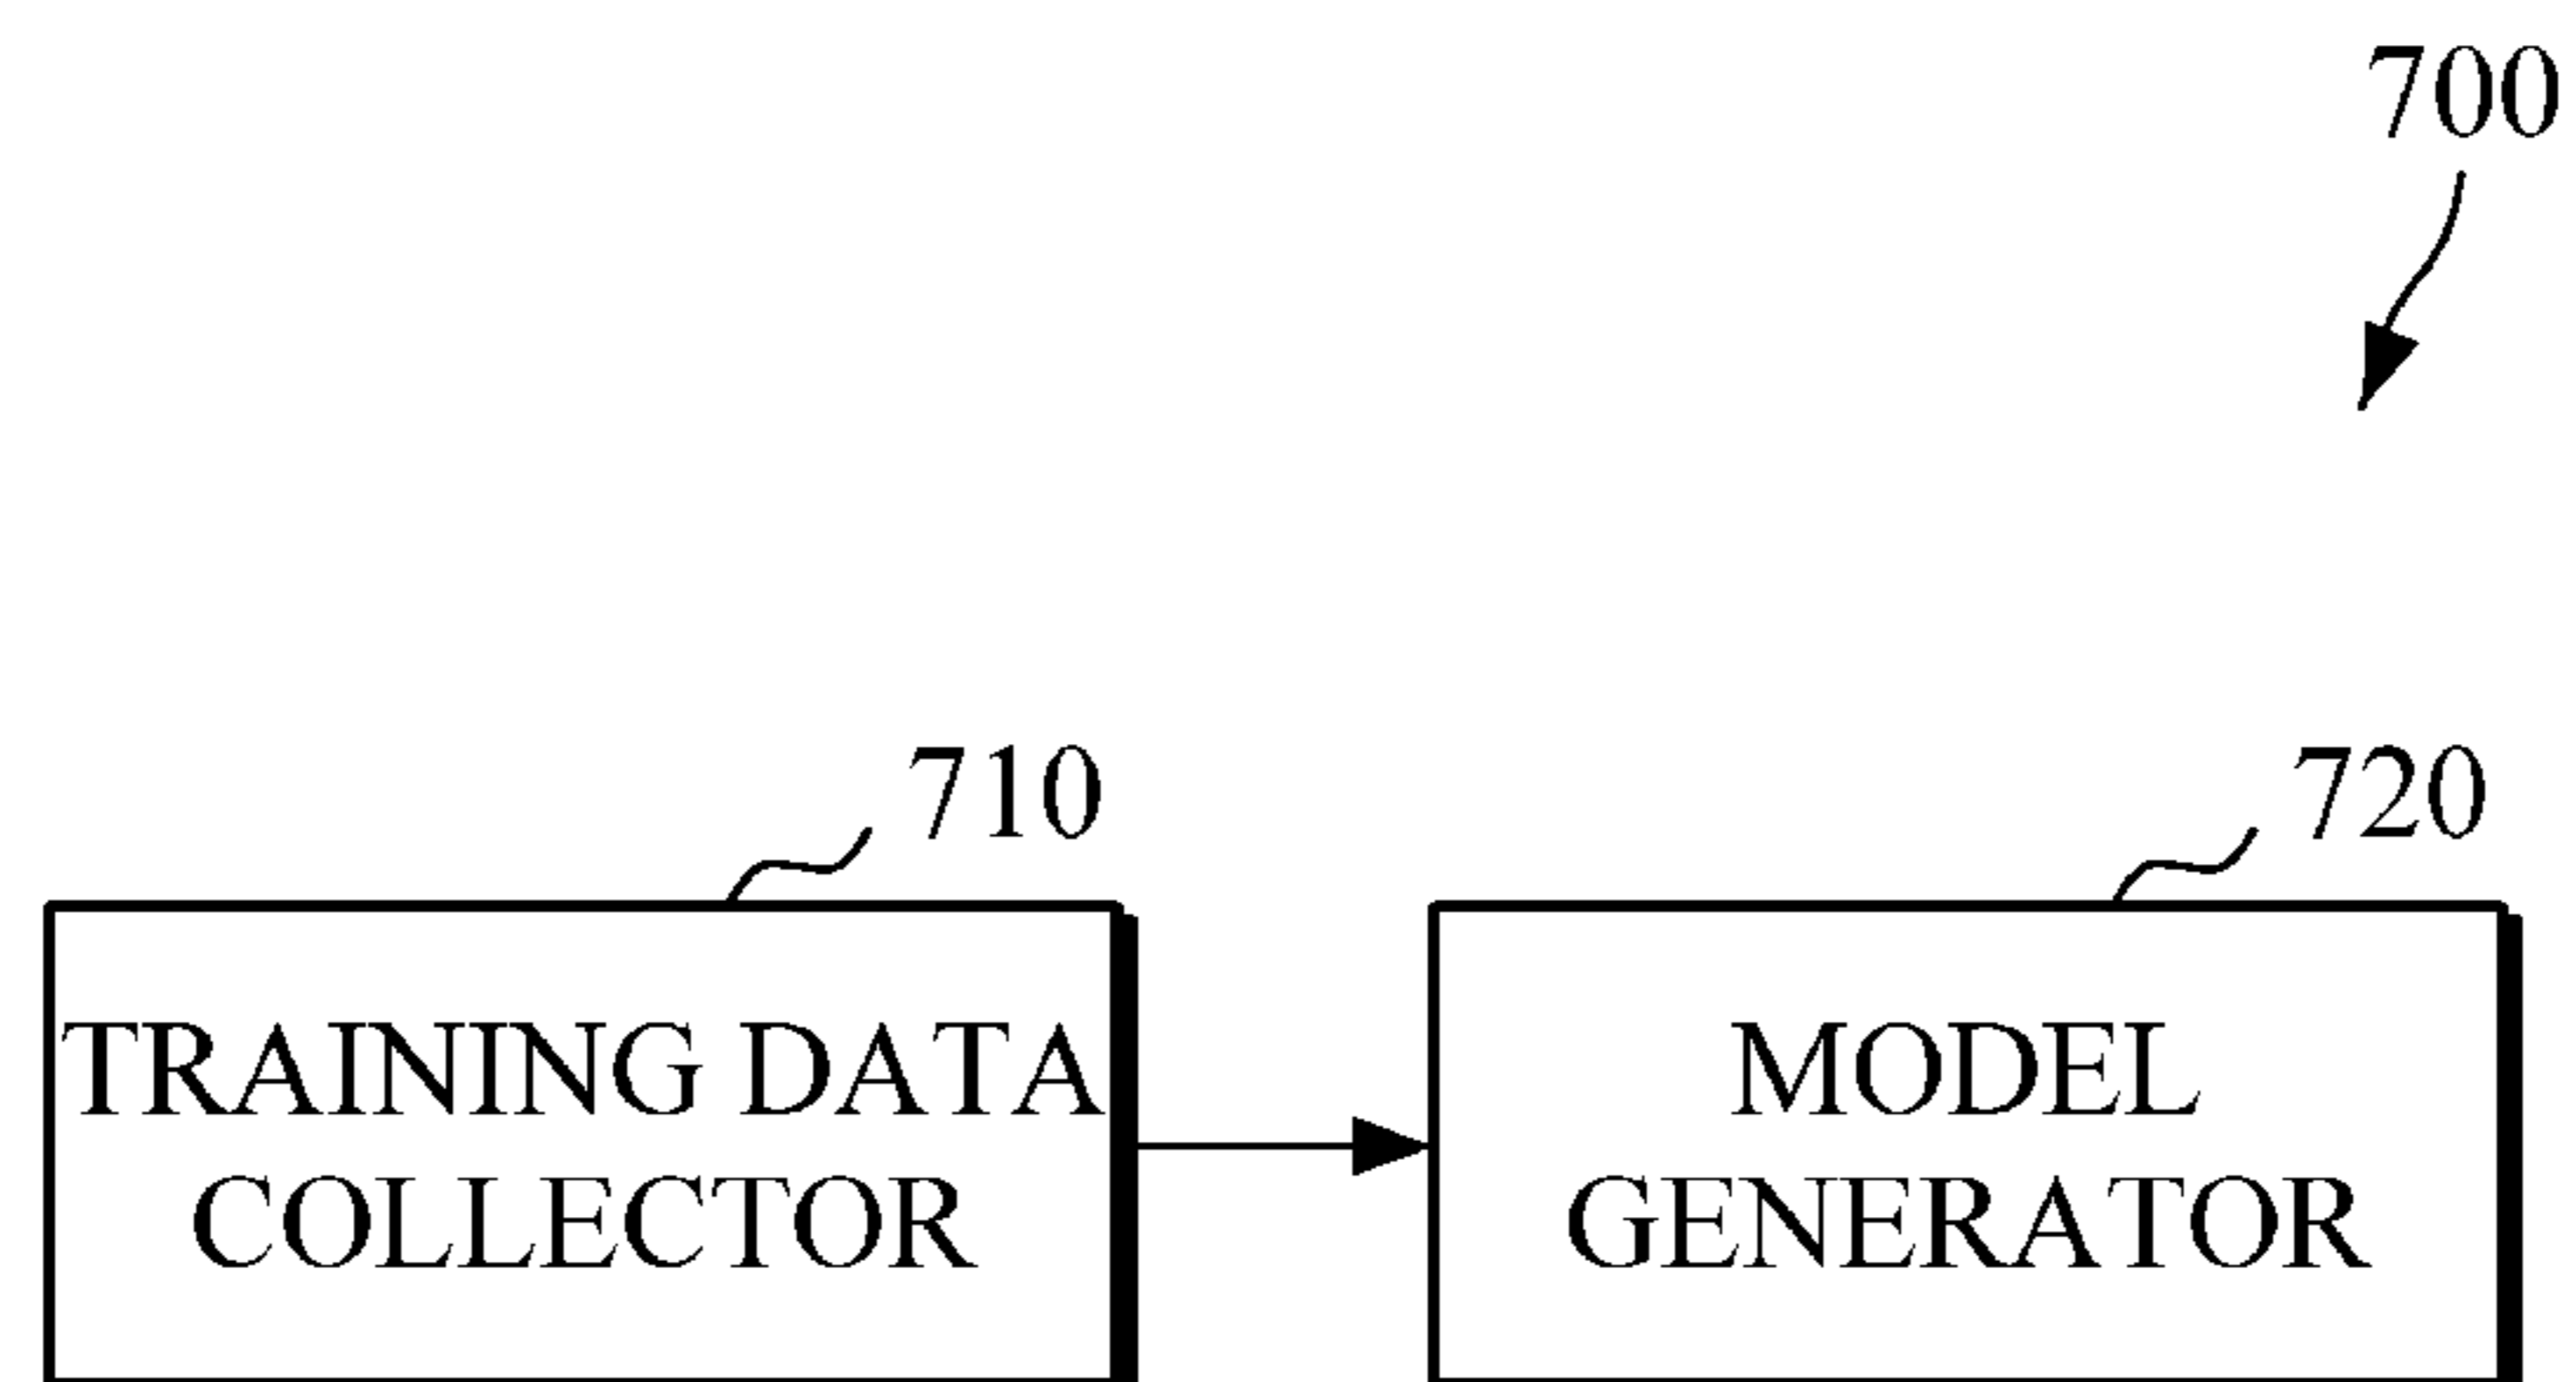 700
710
720
TRAINING DATA
COLLECTOR
MODEL
GENERATOR